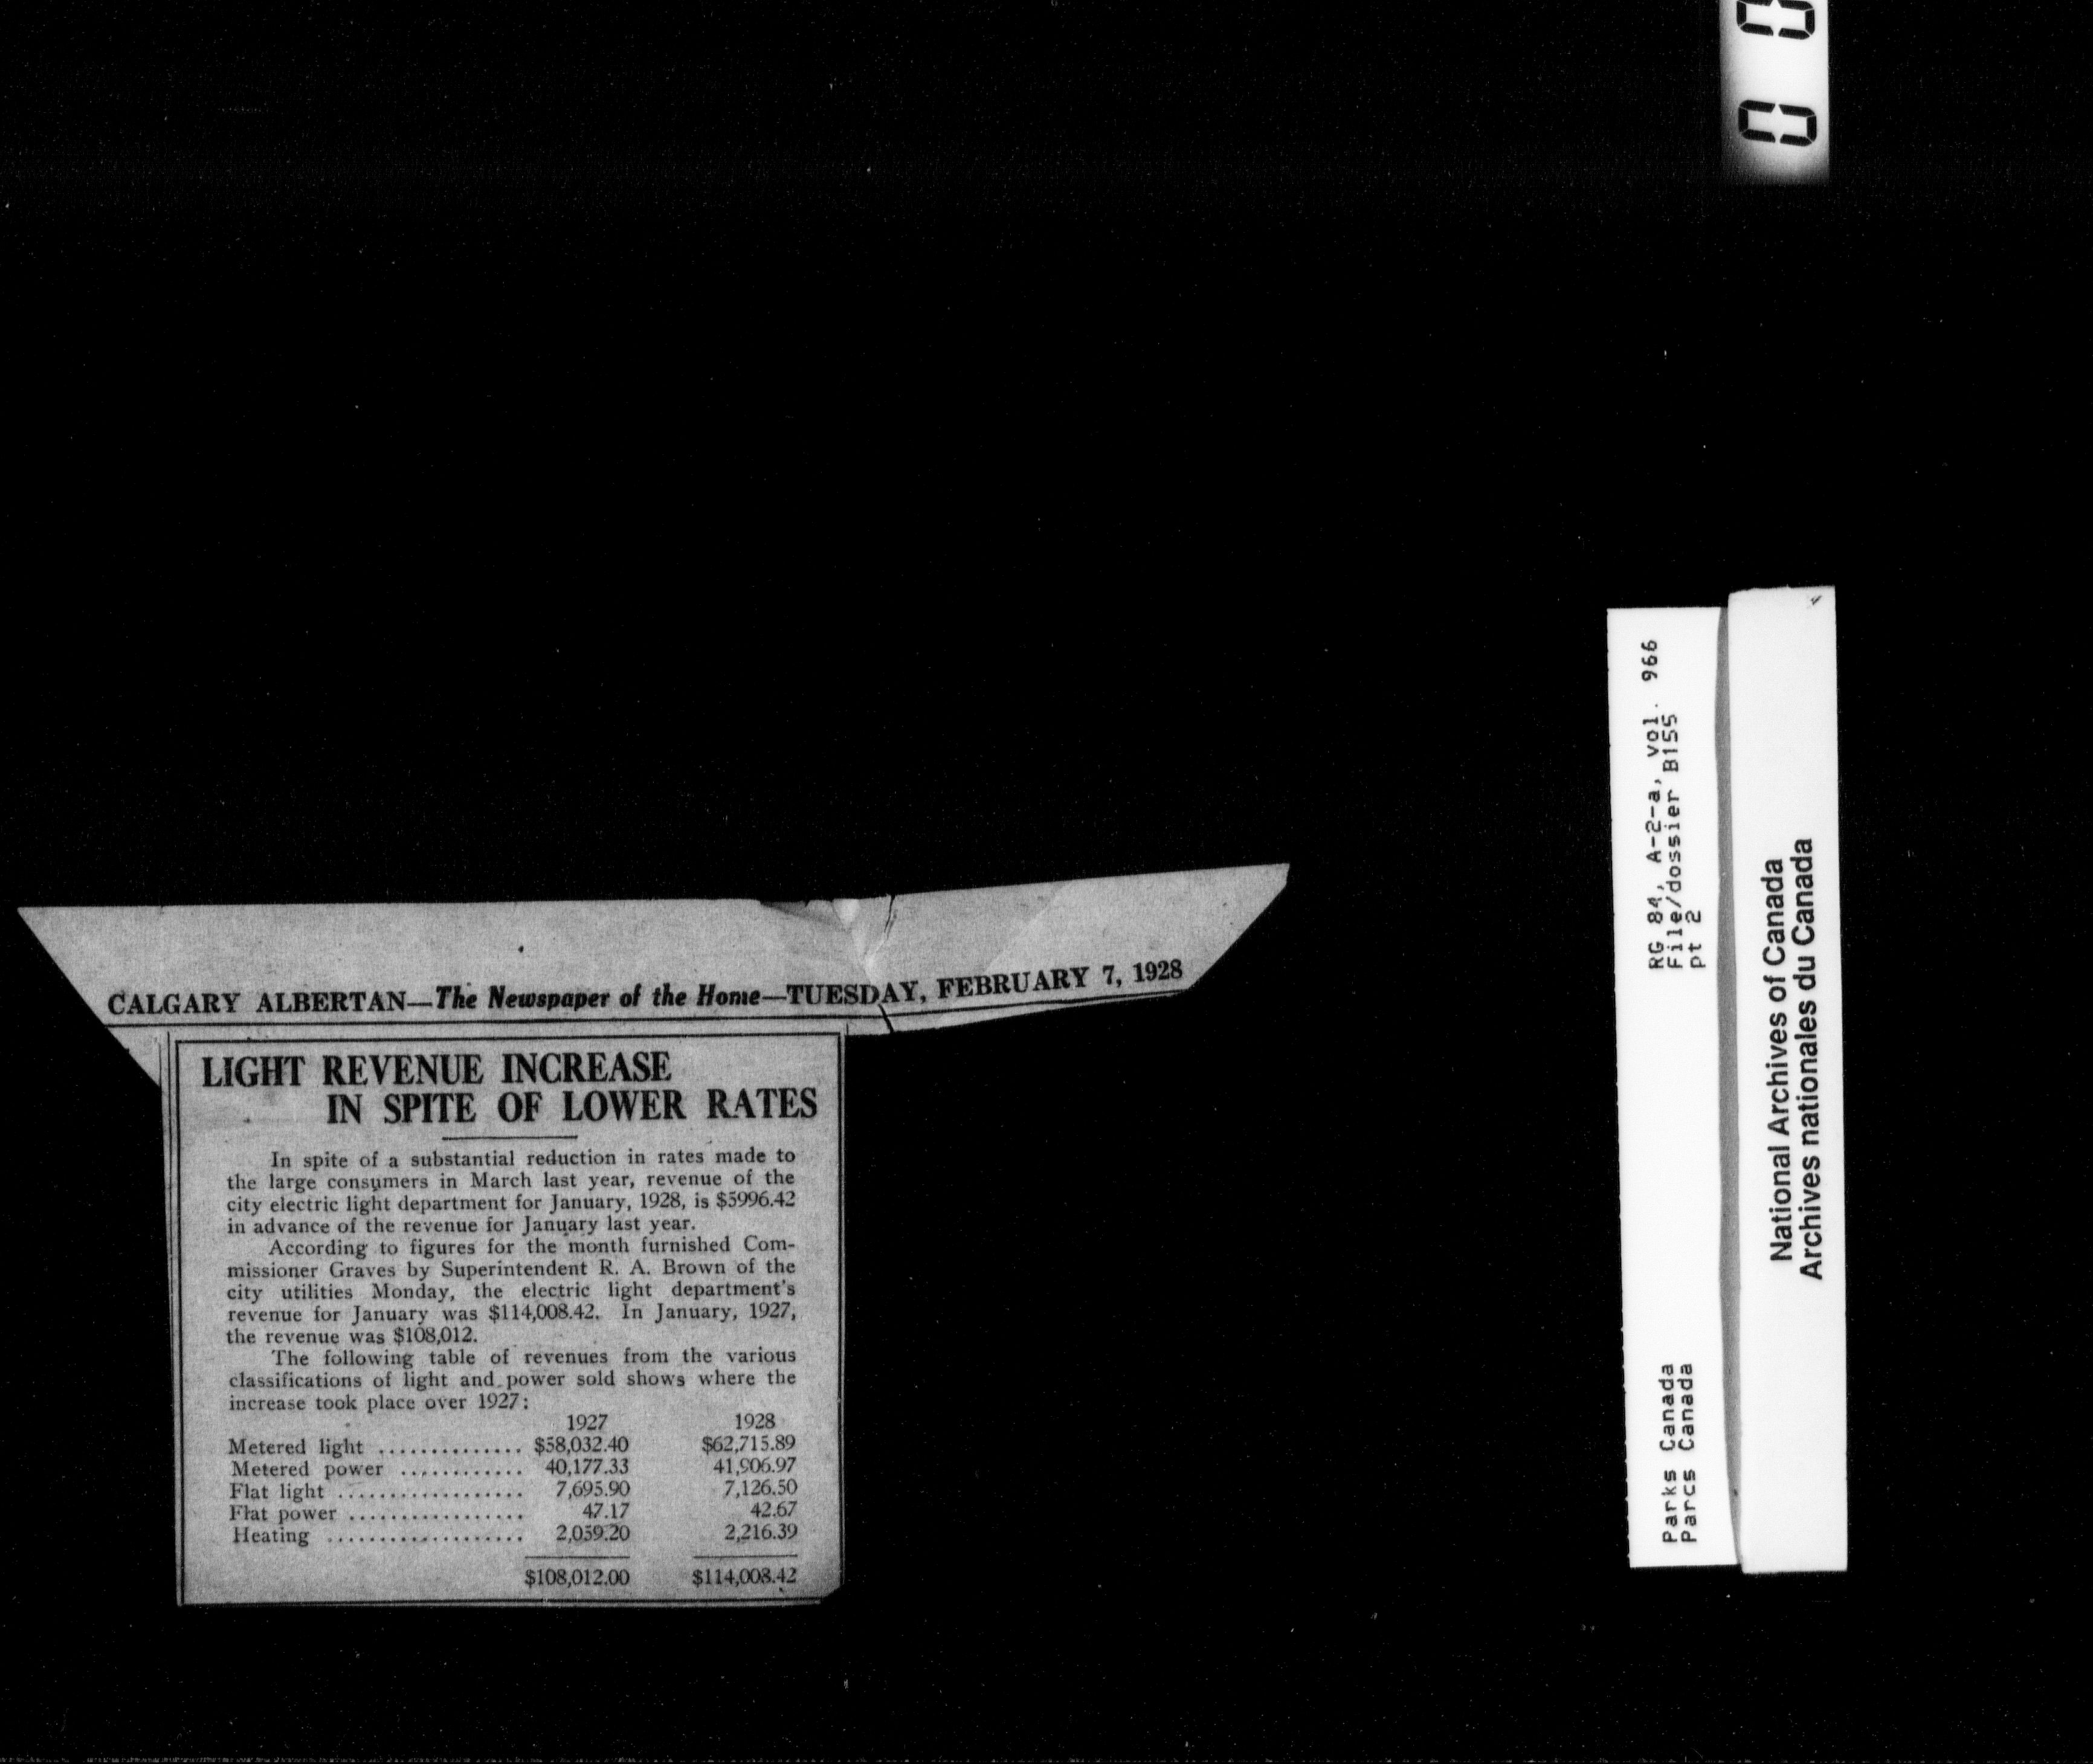 CALGARY ALBERTAN—The Newspaper of the Home—TUESDAY, FEBRUARY 7, 1928
LIGHT REVENUE INCREASE
IN SPITE OF LOWER RATES
In spite of a substantial reduction in rates made to
the large consumers in March last year, revenue of the
city electric light department for January, 1928, is $5996.42
in advance of the revenue for January last year.
According to figures for the month furnished Com-
missioner Graves by Superintendent R. A. Brown of the
city utilities Monday, the electric light department's
revenue for January was $114,008.42. In January, 1927,
the revenue was $108,012.
The following table of revenues from the various
classifications of light and power sold shows where the
increase took place over 1927:
1927 1928
Metered light .............. $58,032.40 $62,715.89
Metered power ............ 40,177.33 41,906.97
Flat light .................. 7,695.90 7,126.50
Flat power ................. 47.17 42.67
Heating ................... 2,059.20 2,216.39
$108,012.00 $114,008.42
RG 84, A-2-a, vol. 966
File/dossier B155
pt 2
Parks Canada
Parcs Canada
National Archives of Canada
Archives nationales du Canada
0 0